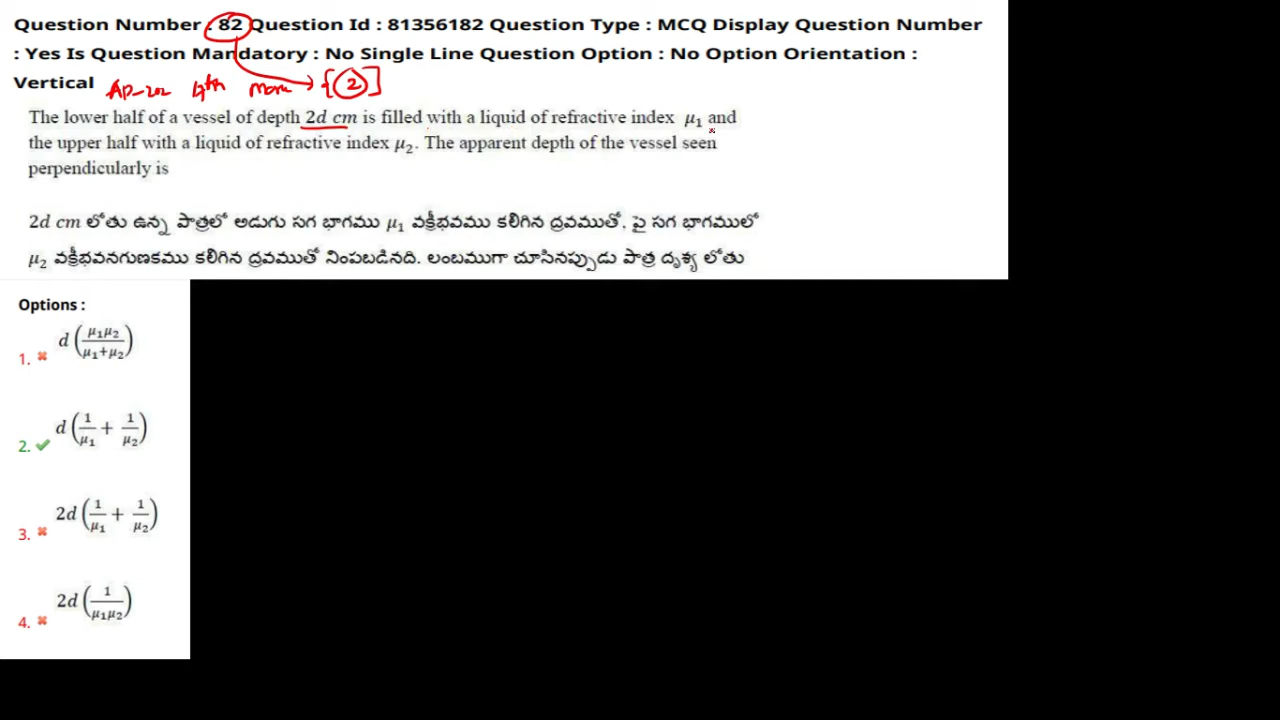 Question Number : 82 Question Id : 81356182 Question Type : MCQ Display Question Number
: Yes Is Question Mandatory : No Single Line Question Option : No Option Orientation :
Vertical
4th {2]
The lower half of a vessel of depth 2d cm is filled with a liquid of refractive index μ₁ and
the upper half with a liquid of refractive index μ₂. The apparent depth of the vessel seen
perpendicularly is
2d cm లోతు ఉన్న పాత్రలో అడుగు సగ భాగము μ₁ వక్రీభవము కలిగిన ద్రవముతో, పై సగ భాగములో
μ₂ వక్రీభవనగుణకము కలిగిన ద్రవముతో నింపబడినది. లంబముగా చూసినప్పుడు పాత్ర దృశ్య లోతు
Options :
1. ✖ d (μ₁μ₂/μ₁+μ₂)
2. ✔ d (1/μ₁ + 1/μ₂)
3. ✖ 2d (1/μ₁ + 1/μ₂)
4. ✖ 2d (1/μ₁μ₂)